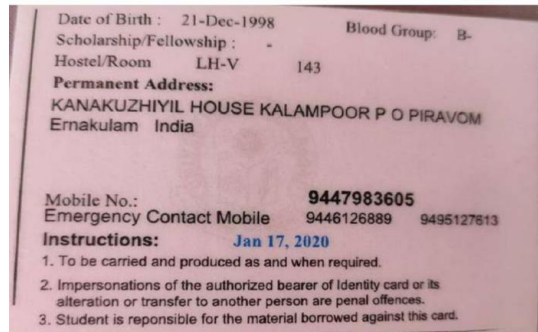 Date of Birth : 21-Dec-1998 Blood Group: B-
Scholarship/Fellowship : -
Hostel/Room LH-V 143
Permanent Address:
KANAKUZHIYIL HOUSE KALAMPOOR P O PIRAVOM
Ernakulam India
Mobile No.: 9447983605
Emergency Contact Mobile 9446126889 9495127613
Instructions: Jan 17, 2020
1. To be carried and produced as and when required.
2. Impersonations of the authorized bearer of Identity card or its
alteration or transfer to another person are penal offences.
3. Student is reponsible for the material borrowed against this card.